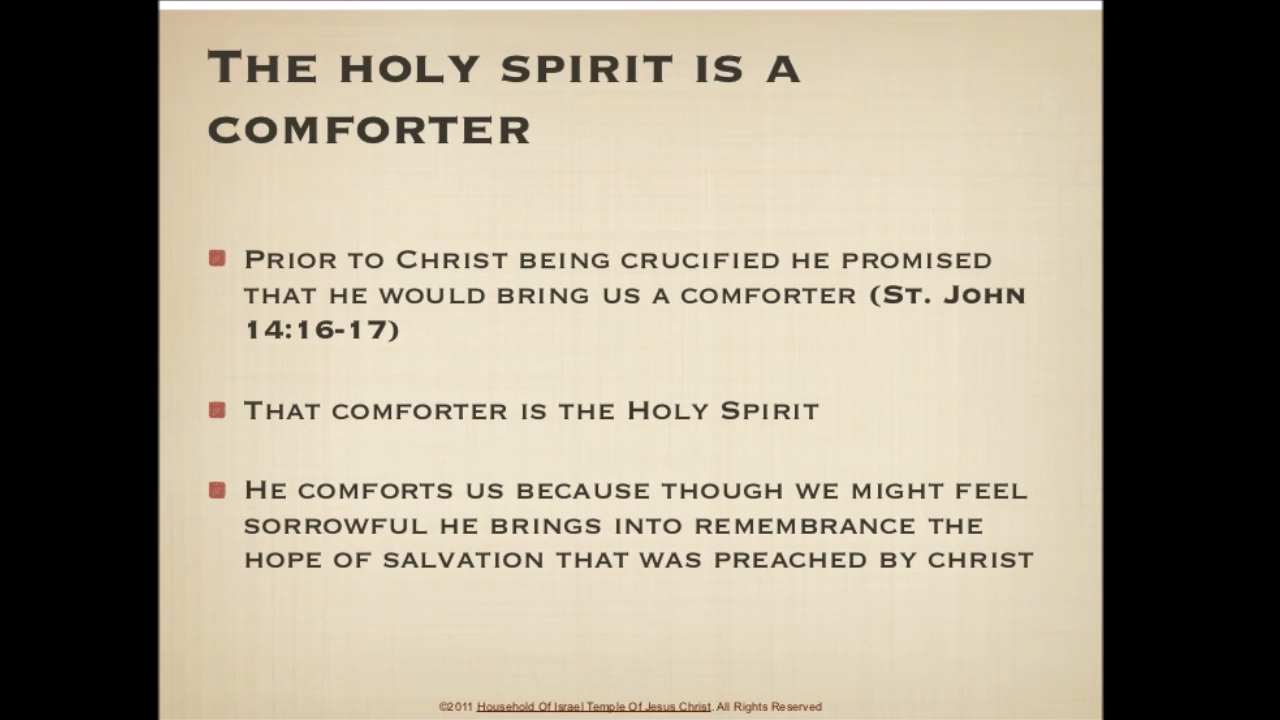 The holy spirit is a
comforter
Prior to Christ being crucified he promised
that he would bring us a comforter (St. John
14:16-17)
That comforter is the Holy Spirit
He comforts us because though we might feel
sorrowful he brings into remembrance the
hope of salvation that was preached by christ
©2011 Household Of Israel Temple Of Jesus Christ. All Rights Reserved